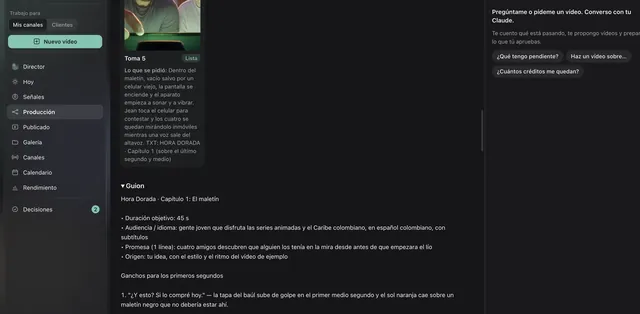 Trabajo para
Mis canales
Clientes
Nuevo video
Director
Hoy
Señales
Producción
Publicado
Galería
Canales
Calendario
Rendimiento
Decisiones
2
Toma 5
Lista
Lo que se pidió: Dentro del
maletín, vacío salvo por un
celular viejo, la pantalla se
enciende y el aparato
empieza a sonar y a vibrar.
Jean toca el celular para
contestar y los cuatro se
quedan mirándolo inmóviles
mientras una voz sale del
altavoz. TXT: HORA DORADA
· Capítulo 1 (sobre el último
segundo y medio)
▾ Guion
Hora Dorada · Capítulo 1: El maletín
• Duración objetivo: 45 s
• Audiencia / idioma: gente joven que disfruta las series animadas y el Caribe colombiano, en español colombiano, con
subtítulos
• Promesa (1 línea): cuatro amigos descubren que alguien los tenía en la mira desde antes de que empezara el lío
• Origen: tu idea, con el estilo y el ritmo del video de ejemplo
Ganchos para los primeros segundos
1. "¿Y esto? Si lo compré hoy." — la tapa del baúl sube de golpe en el primer medio segundo y el sol naranja cae sobre un
maletín negro que no debería estar ahí.
Pregúntame o pídeme un video. Converso con tu
Claude.
Te cuento qué está pasando, te propongo videos y prepar
lo que tú apruebas.
¿Qué tengo pendiente?
Haz un video sobre...
¿Cuántos créditos me quedan?